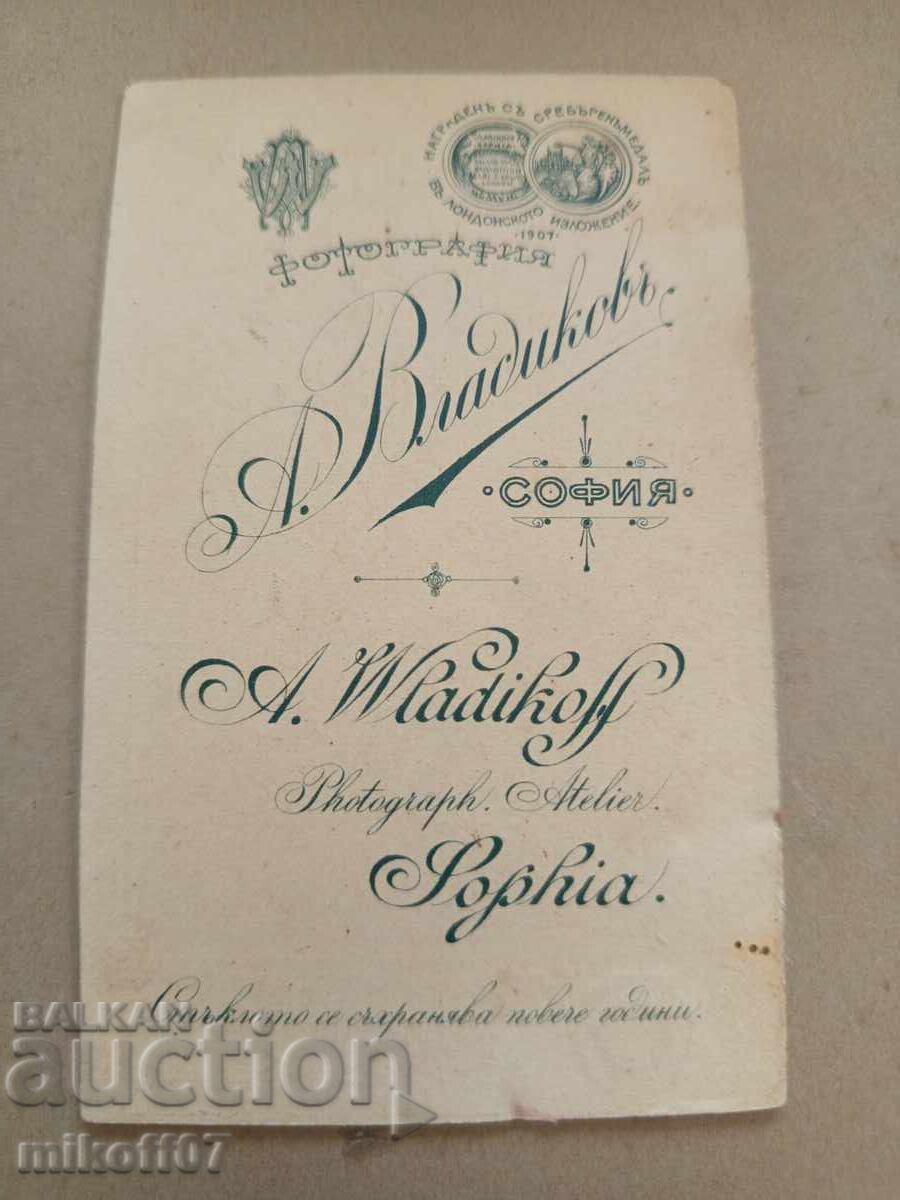 НАГРАДЕНЪ СЪ СРЕБЪРЕНЪ МЕДАЛЪ
ВЪ ЛОНДОНСКОТО ИЗЛОЖЕНИЕ
·1907·
ФОТОГРАФИЯ
А. Владиковъ
·СОФИЯ·
A. Wladikoff
Photograph. Atelier.
Sophia.
Стъклото се съхранява повече години.
BALKAN
auction
mikoff07